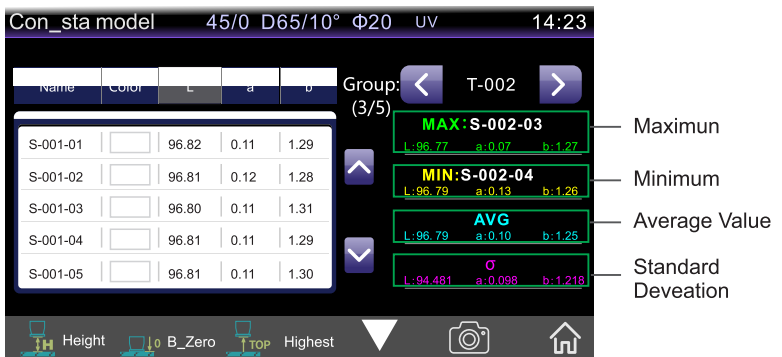 Con_sta model 45/0 D65/10° Φ20 UV 14:23
Name Color L a b
S-001-01 96.82 0.11 1.29
S-001-02 96.81 0.12 1.28
S-001-03 96.80 0.11 1.31
S-001-04 96.81 0.11 1.29
S-001-05 96.81 0.11 1.30
Group: T-002
(3/5)
MAX:S-002-03
L:96.77 a:0.07 b:1.27
Maximun
MIN:S-002-04
L:96.79 a:0.13 b:1.26
Minimum
AVG
L:96.79 a:0.10 b:1.25
Average Value
σ
L:94.481 a:0.098 b:1.218
Standard
Deveation
H Height 0 B_Zero TOP Highest